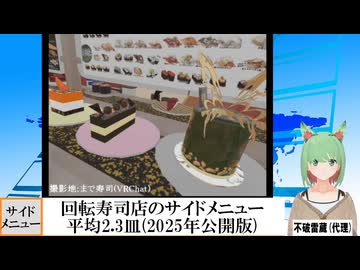 撮影地:まで寿司(VRChat)
サイド
メニュー
回転寿司店のサイドメニュー
平均2.3皿(2025年公開版)
不破雷蔵(代理)